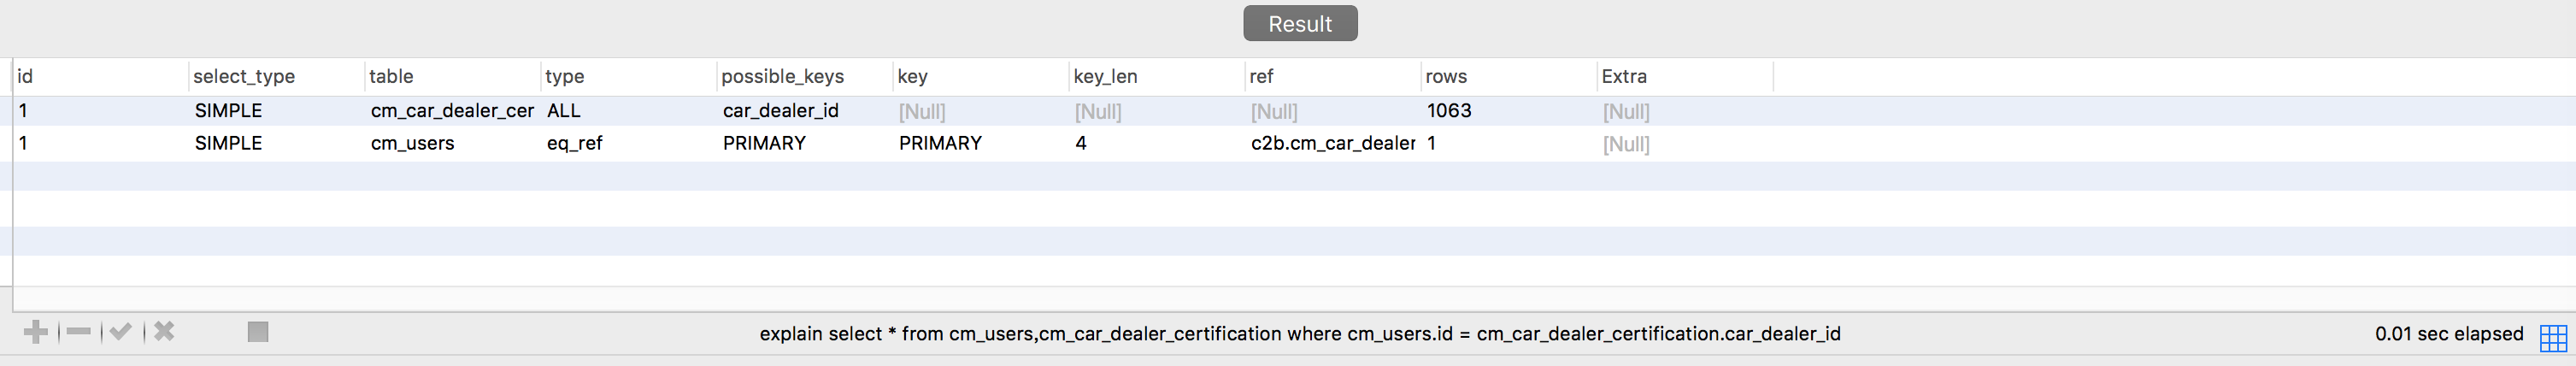 Result
id select_type table type possible_keys key key_len ref rows Extra
1 SIMPLE cm_car_dealer_cer ALL car_dealer_id [Null] [Null] [Null] 1063 [Null]
1 SIMPLE cm_users eq_ref PRIMARY PRIMARY 4 c2b.cm_car_dealer 1 [Null]
explain select * from cm_users,cm_car_dealer_certification where cm_users.id = cm_car_dealer_certification.car_dealer_id 0.01 sec elapsed